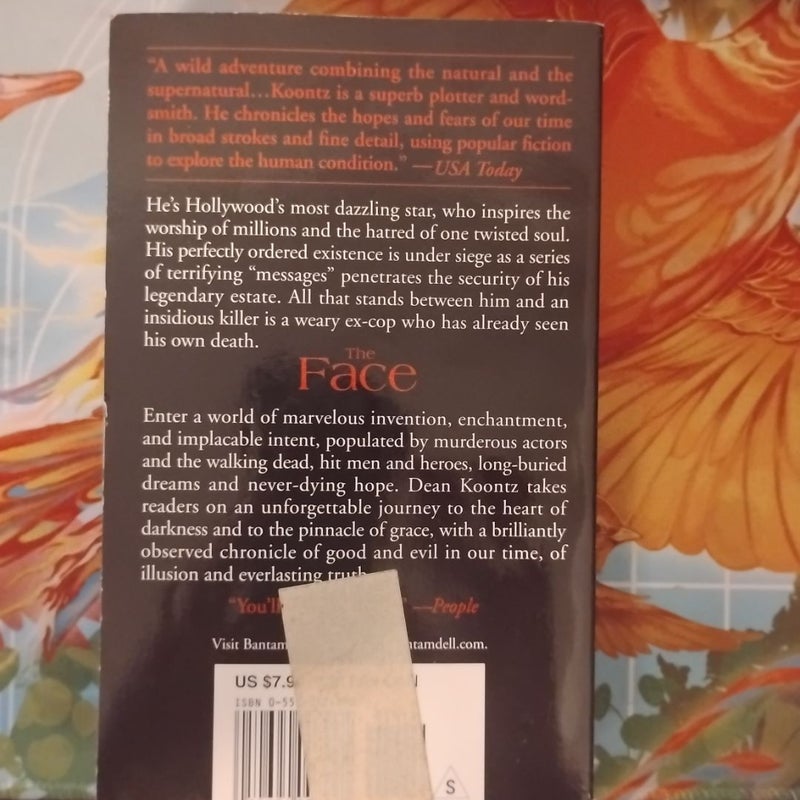 “A wild adventure combining the natural and the
supernatural…Koontz is a superb plotter and word-
smith. He chronicles the hopes and fears of our time
in broad strokes and fine detail, using popular fiction
to explore the human condition.” —USA Today
He’s Hollywood’s most dazzling star, who inspires the
worship of millions and the hatred of one twisted soul.
His perfectly ordered existence is under siege as a series
of terrifying “messages” penetrates the security of his
legendary estate. All that stands between him and an
insidious killer is a weary ex-cop who has already seen
his own death.
The
Face
Enter a world of marvelous invention, enchantment,
and implacable intent, populated by murderous actors
and the walking dead, hit men and heroes, long-buried
dreams and never-dying hope. Dean Koontz takes
readers on an unforgettable journey to the heart of
darkness and to the pinnacle of grace, with a brilliantly
observed chronicle of good and evil in our time, of
illusion and everlasting
“You’ll ” —People
Visit Bantam tamdell.com.
US $7.9
ISBN 0-55
S